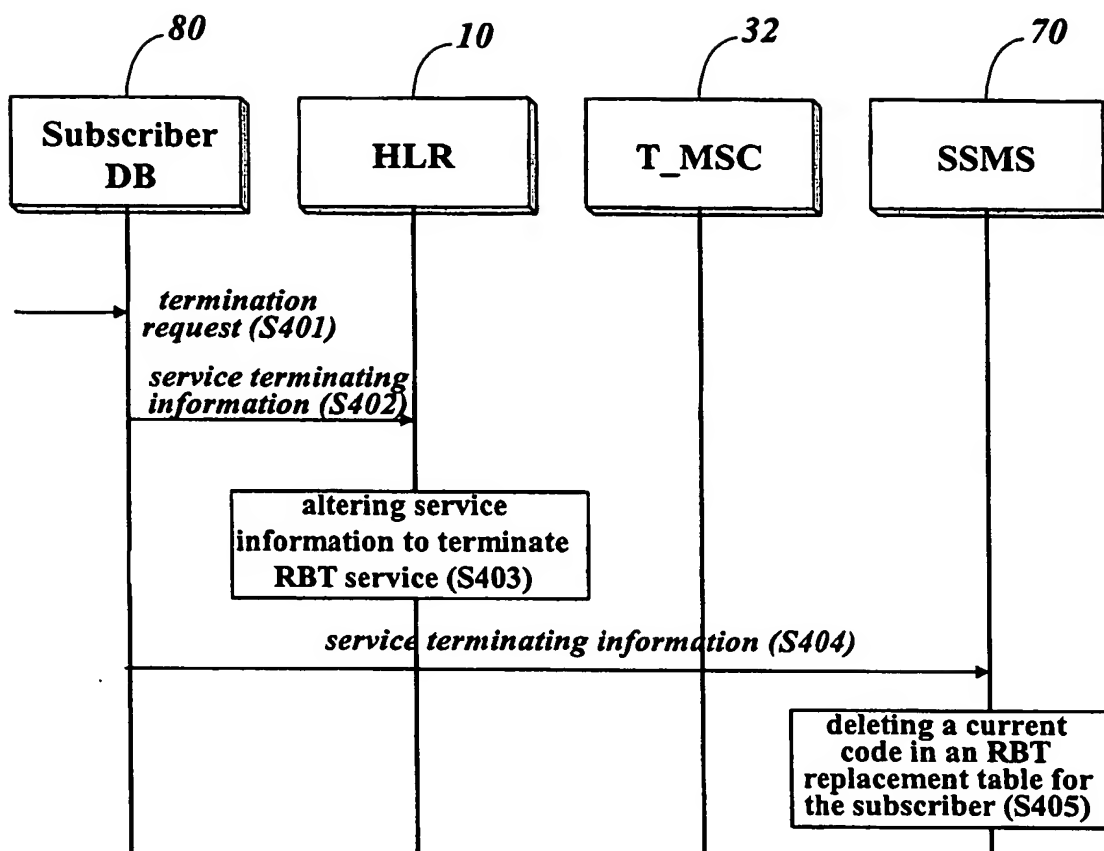 80
10
32
70
Subscriber
DB
HLR
T_MSC
SSMS
termination
request (S401)
service terminating
information (S402)
altering service
information to terminate
RBT service (S403)
service terminating information (S404)
deleting a current
code in an RBT
replacement table for
the subscriber (S405)